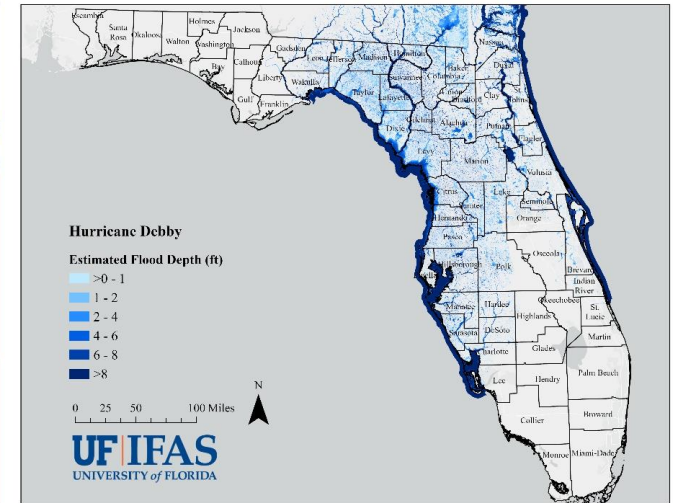 Escambia
Santa
Rosa
Okaloosa
Walton
Holmes
Washington
Jackson
Bay
Calhoun
Gulf
Liberty
Gadsden
Franklin
Leon
Wakulla
Jefferson
Madison
Taylor
Hamilton
Suwannee
Lafayette
Dixie
Columbia
Baker
Union
Bradford
Gilchrist
Alachua
Levy
Nassau
Duval
Clay
St.
Johns
Putnam
Flagler
Marion
Volusia
Citrus
Sumter
Lake
Seminole
Hernando
Orange
Pasco
Hillsborough
Polk
Osceola
Brevard
Indian
River
Manatee
Hardee
Okeechobee
Highlands
St.
Lucie
Sarasota
DeSoto
Martin
Charlotte
Glades
Lee
Hendry
Palm Beach
Collier
Broward
Monroe
Miami-Dade
Hurricane Debby
Estimated Flood Depth (ft)
>0 - 1
1 - 2
2 - 4
4 - 6
6 - 8
>8
N
0 25 50 100 Miles
UF|IFAS
UNIVERSITY of FLORIDA